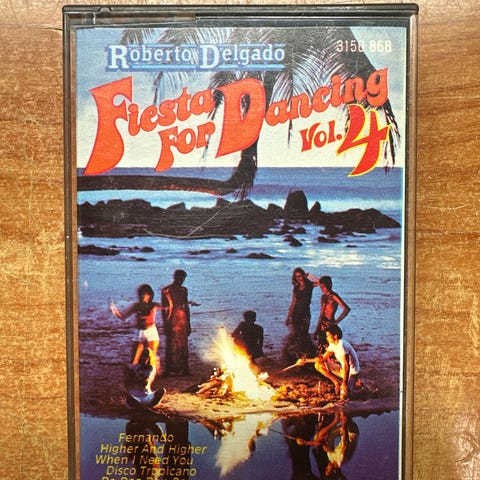 Roberto Delgado
3150 868
Fiesta
For Dancing
Vol. 4
Fernando
Higher And Higher
When I Need You
Disco Tropicano